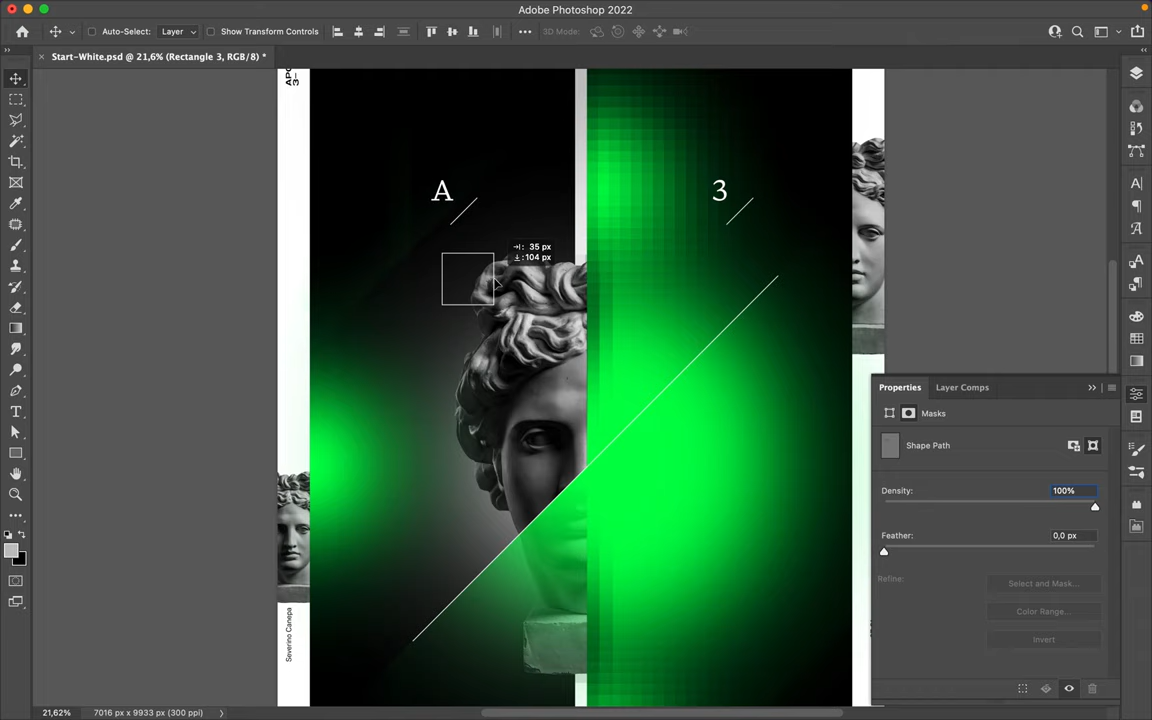 Adobe Photoshop 2022
Auto-Select: Layer Show Transform Controls 3D Mode:
Start-White.psd @ 21,6% (Rectangle 3, RGB/8) *
3–
A
3
35 px
104 px
Properties Layer Comps
Masks
Shape Path
Density: 100%
Feather: 0,0 px
Refine:
Select and Mask...
Color Range...
Invert
Severino Canepa
21,62% 7016 px x 9933 px (300 ppi)